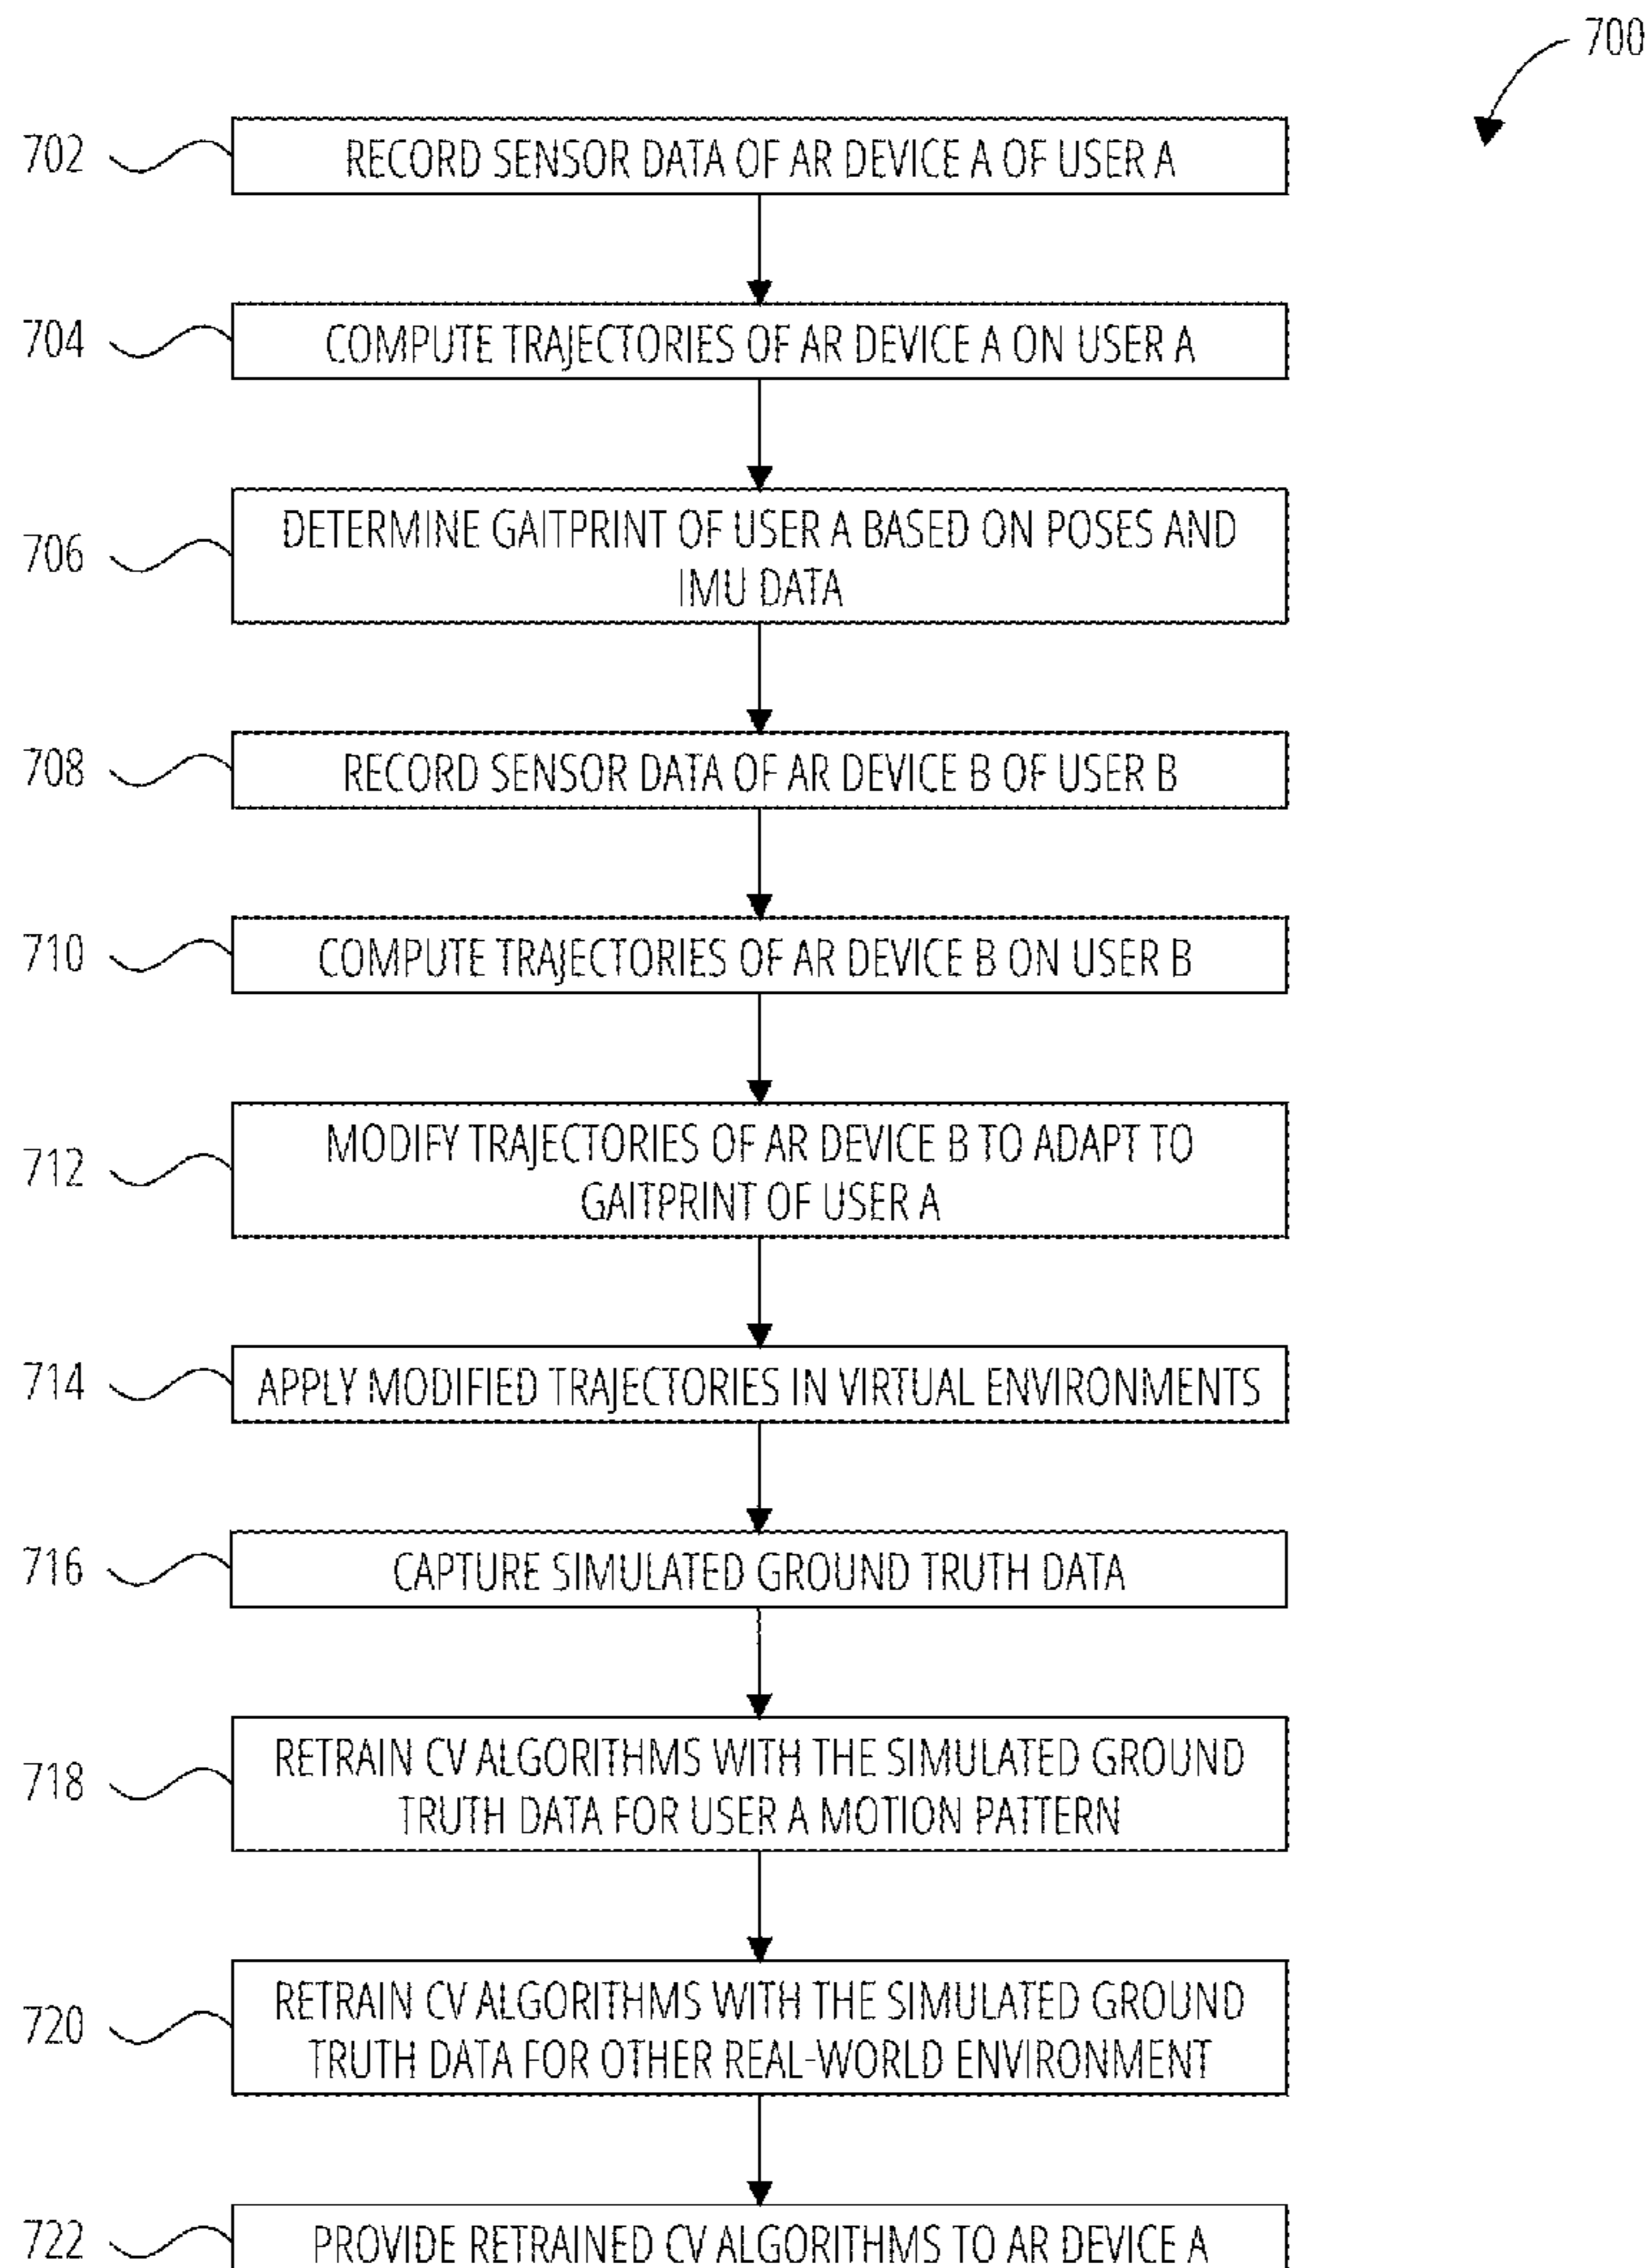 700
702 RECORD SENSOR DATA OF AR DEVICE A OF USER A
704 COMPUTE TRAJECTORIES OF AR DEVICE A ON USER A
706 DETERMINE GAITPRINT OF USER A BASED ON POSES AND
IMU DATA
708 RECORD SENSOR DATA OF AR DEVICE B OF USER B
710 COMPUTE TRAJECTORIES OF AR DEVICE B ON USER B
712 MODIFY TRAJECTORIES OF AR DEVICE B TO ADAPT TO
GAITPRINT OF USER A
714 APPLY MODIFIED TRAJECTORIES IN VIRTUAL ENVIRONMENTS
716 CAPTURE SIMULATED GROUND TRUTH DATA
718 RETRAIN CV ALGORITHMS WITH THE SIMULATED GROUND
TRUTH DATA FOR USER A MOTION PATTERN
720 RETRAIN CV ALGORITHMS WITH THE SIMULATED GROUND
TRUTH DATA FOR OTHER REAL-WORLD ENVIRONMENT
722 PROVIDE RETRAINED CV ALGORITHMS TO AR DEVICE A